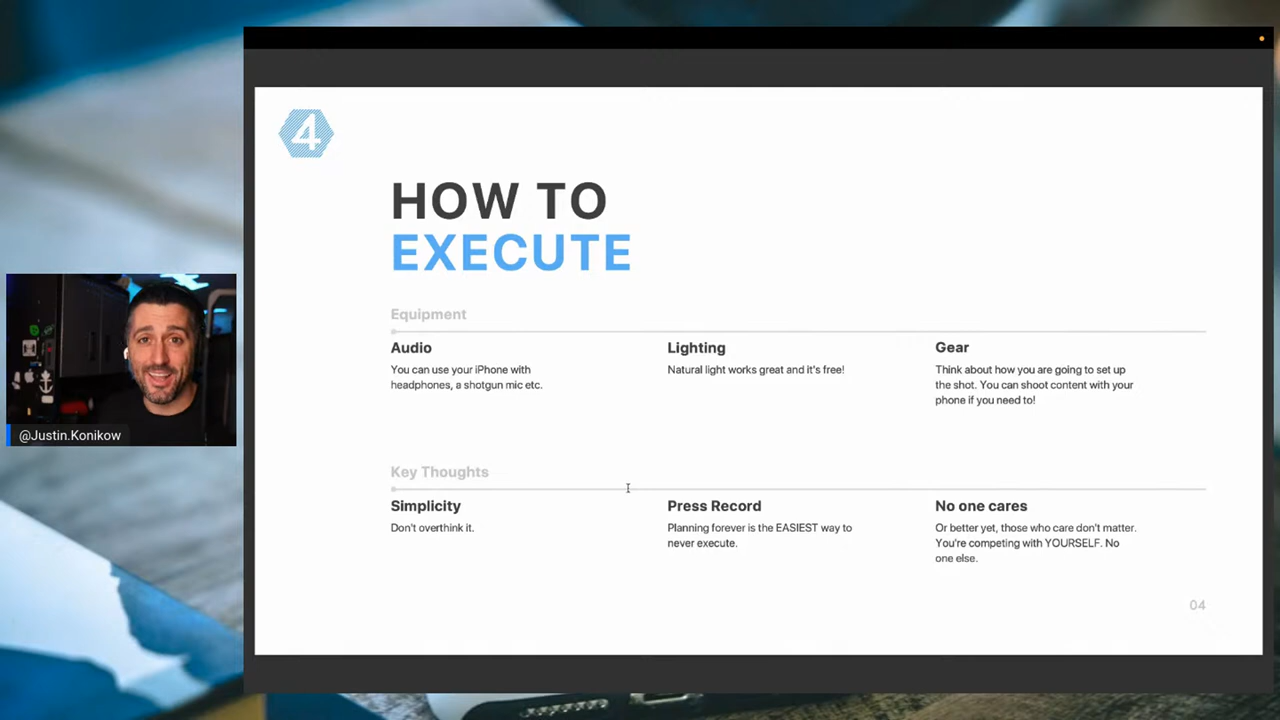 4
HOW TO
EXECUTE
Equipment
Audio
You can use your iPhone with
headphones, a shotgun mic etc.
Lighting
Natural light works great and it's free!
Gear
Think about how you are going to set up
the shot. You can shoot content with your
phone if you need to!
Key Thoughts
Simplicity
Don't overthink it.
Press Record
Planning forever is the EASIEST way to
never execute.
No one cares
Or better yet, those who care don't matter.
You're competing with YOURSELF. No
one else.
04
@Justin.Konikow